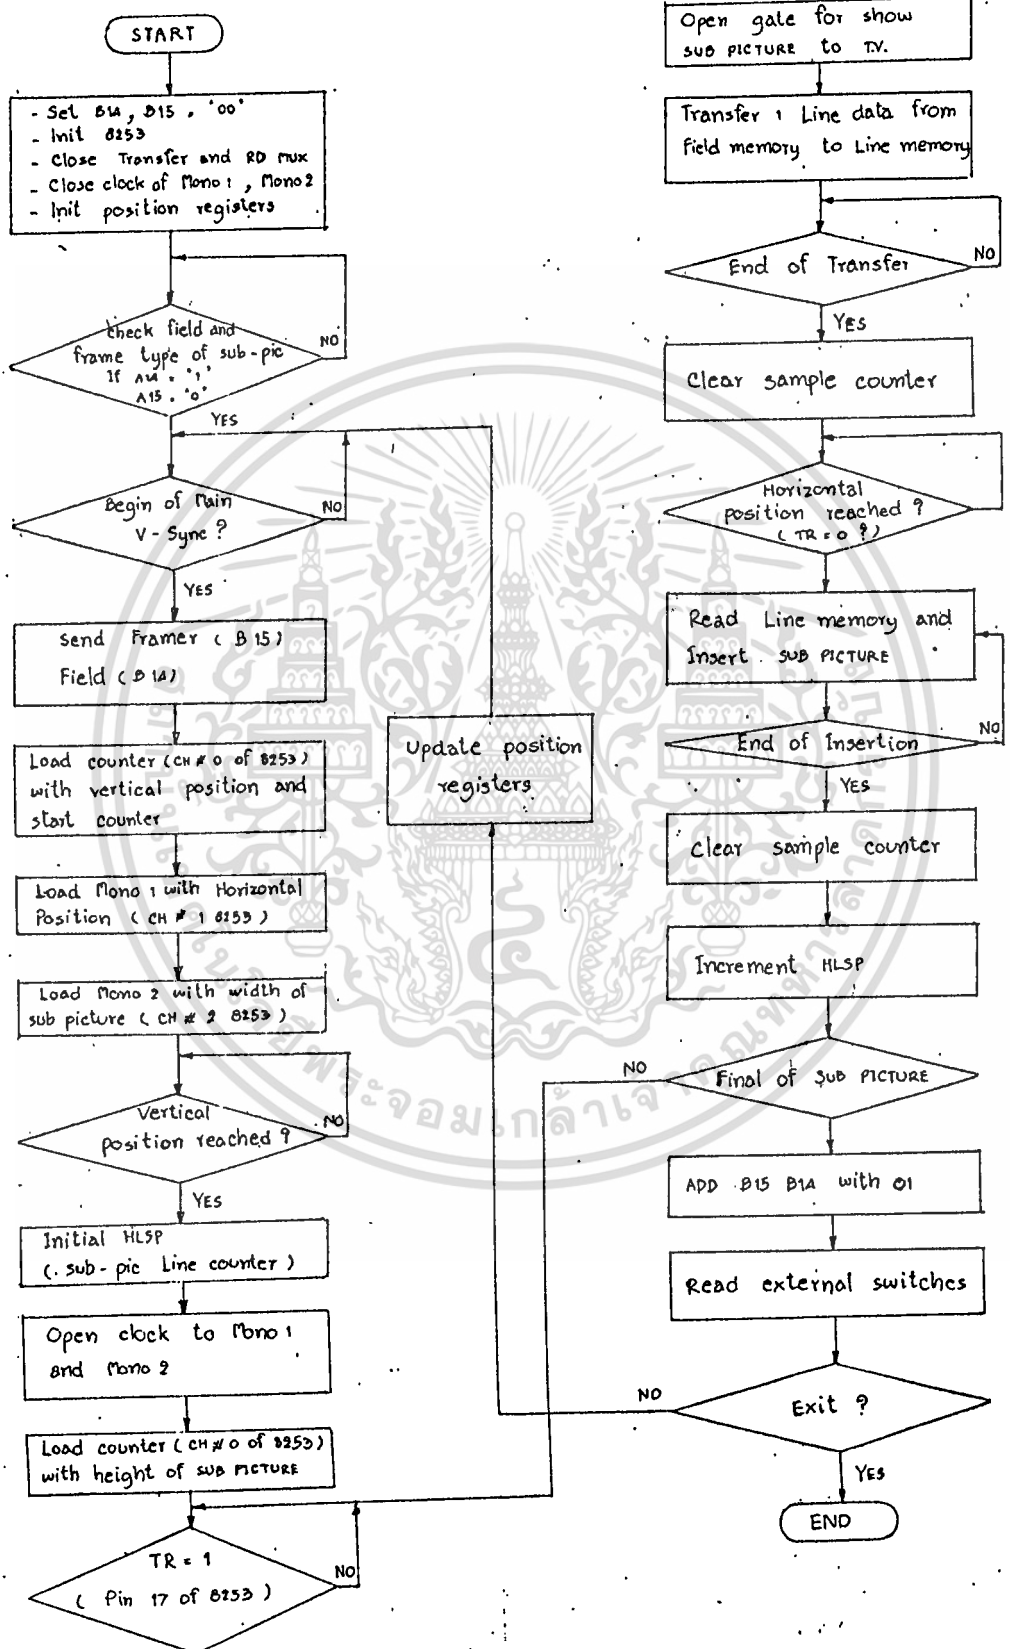 START
- Set B14, B15 = '00'
- Init 8253
- Close Transfer and RD mux
- Close clock of Mono 1, Mono 2
- Init position registers
check field and
frame type of sub-pic
If A14 = '1'
A15 = '0'
NO
YES
Begin of Main
V-Sync ?
NO
YES
Send Framer (B15)
Field (B14)
Load counter (CH # 0 of 8253)
with vertical position and
start counter
Load Mono 1 with Horizontal
Position (CH # 1 8253)
Load Mono 2 with width of
sub picture (CH # 2 8253)
Vertical
position reached ?
NO
YES
Initial HLSP
(. sub-pic Line counter)
Open clock to Mono 1
and Mono 2
Load counter (CH # 0 of 8253)
with height of SUB PICTURE
TR = 1
( Pin 17 of 8253 )
NO
Update position
registers
Open gate for show
SUB PICTURE to T.V.
Transfer 1 Line data from
Field memory to Line memory
End of Transfer
NO
YES
Clear sample counter
Horizontal
position reached ?
( TR = 0 ?)
Read Line memory and
Insert SUB PICTURE
End of Insertion
NO
YES
Clear sample counter
Increment HLSP
Final of SUB PICTURE
NO
ADD B15 B14 with 01
Read external switches
Exit ?
NO
YES
END